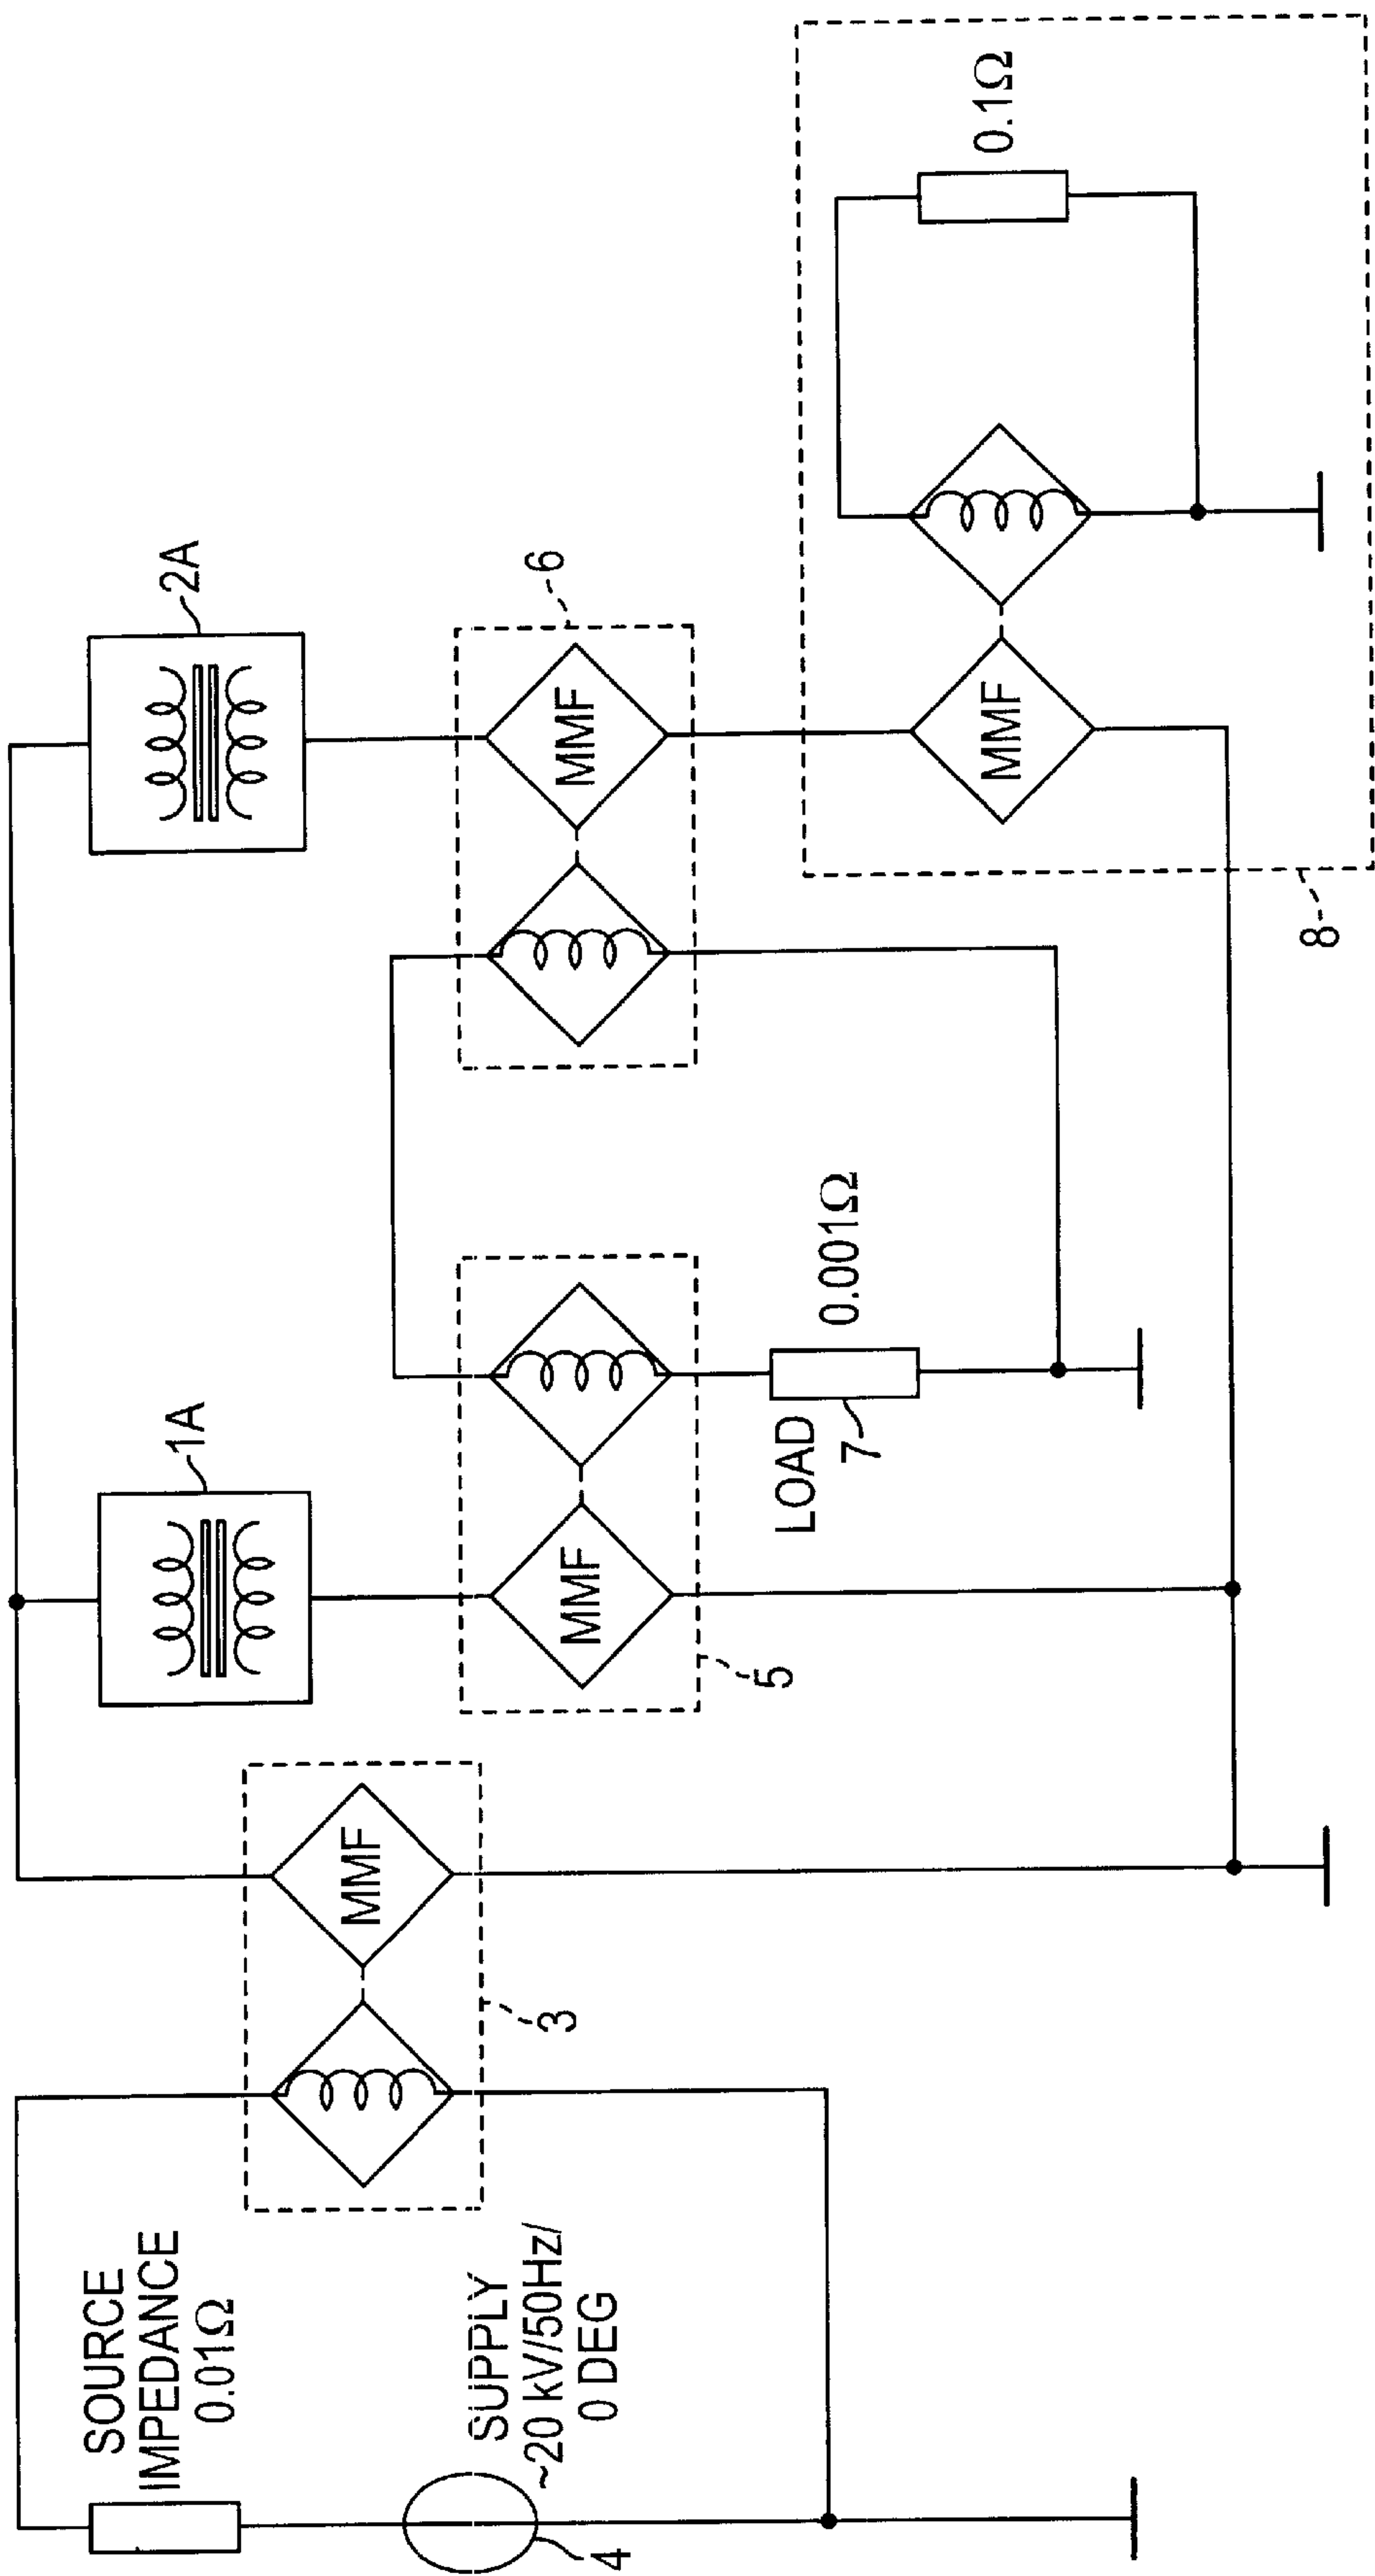 SOURCE
IMPEDANCE
0.01Ω
SUPPLY
~20 kV/50Hz/
0 DEG
4
3
MMF
1A
MMF
5
LOAD
7
0.001Ω
2A
6
MMF
MMF
8
0.1Ω